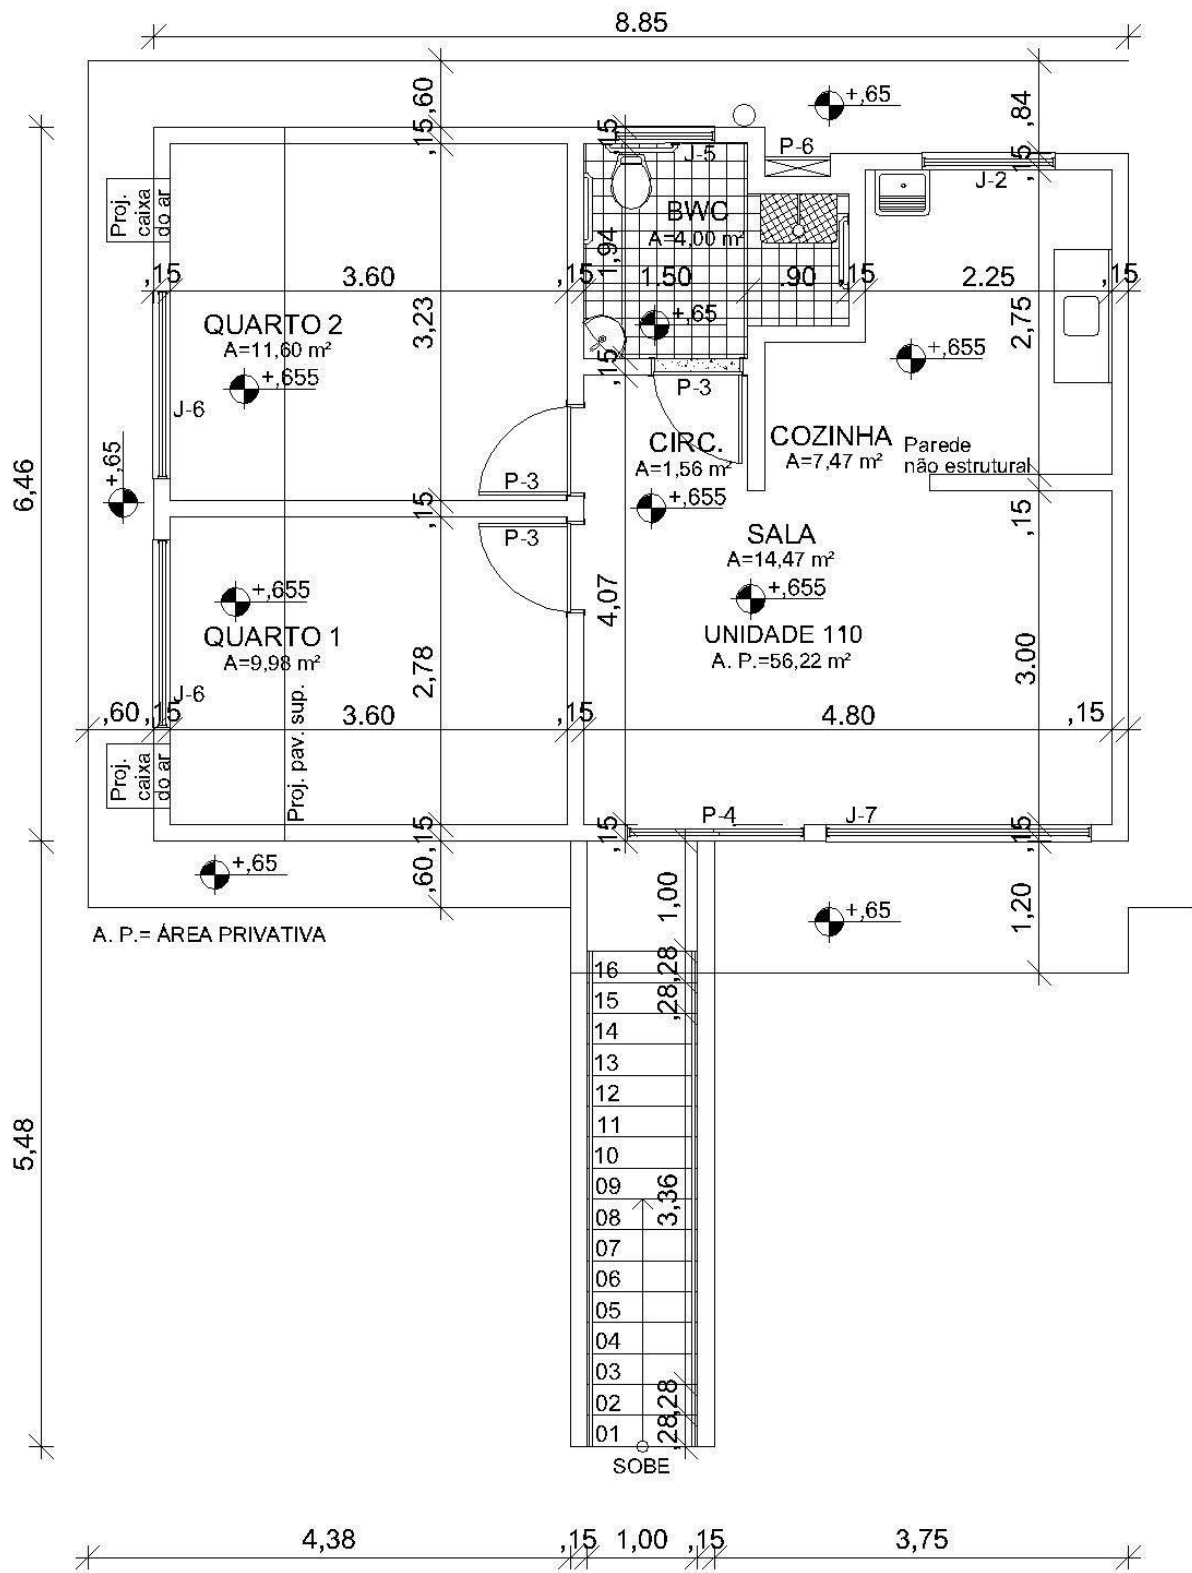 8.85
,60
+,65
,84
,15
,15
P-6
,15
J-5
J-2
Proj.
caixa
do ar
BWC
A=4,00 m²
1,94
,15
3.60
,15
1.50
.90
,15
2.25
,15
3,23
2,75
QUARTO 2
A=11,60 m²
+,65
+,655
+,655
,15
J-6
P-3
CIRC.
A=1,56 m²
COZINHA
A=7,47 m²
Parede
não estrutural
+,65
6,46
P-3
+,655
,15
,15
P-3
SALA
A=14,47 m²
+,655
+,655
4,07
QUARTO 1
A=9,98 m²
UNIDADE 110
A. P.=56,22 m²
2,78
3.00
J-6
,60
,15
3.60
,15
4.80
,15
Proj. pav. sup.
Proj.
caixa
do ar
P-4
J-7
,15
,15
,15
+,65
,60
1,00
+,65
1,20
A. P.= ÁREA PRIVATIVA
16
,28
15
,28
14
13
12
11
5,48
10
09
3,36
08
07
06
05
04
03
02
,28
01
,28
SOBE
4,38
,15
1,00
,15
3,75